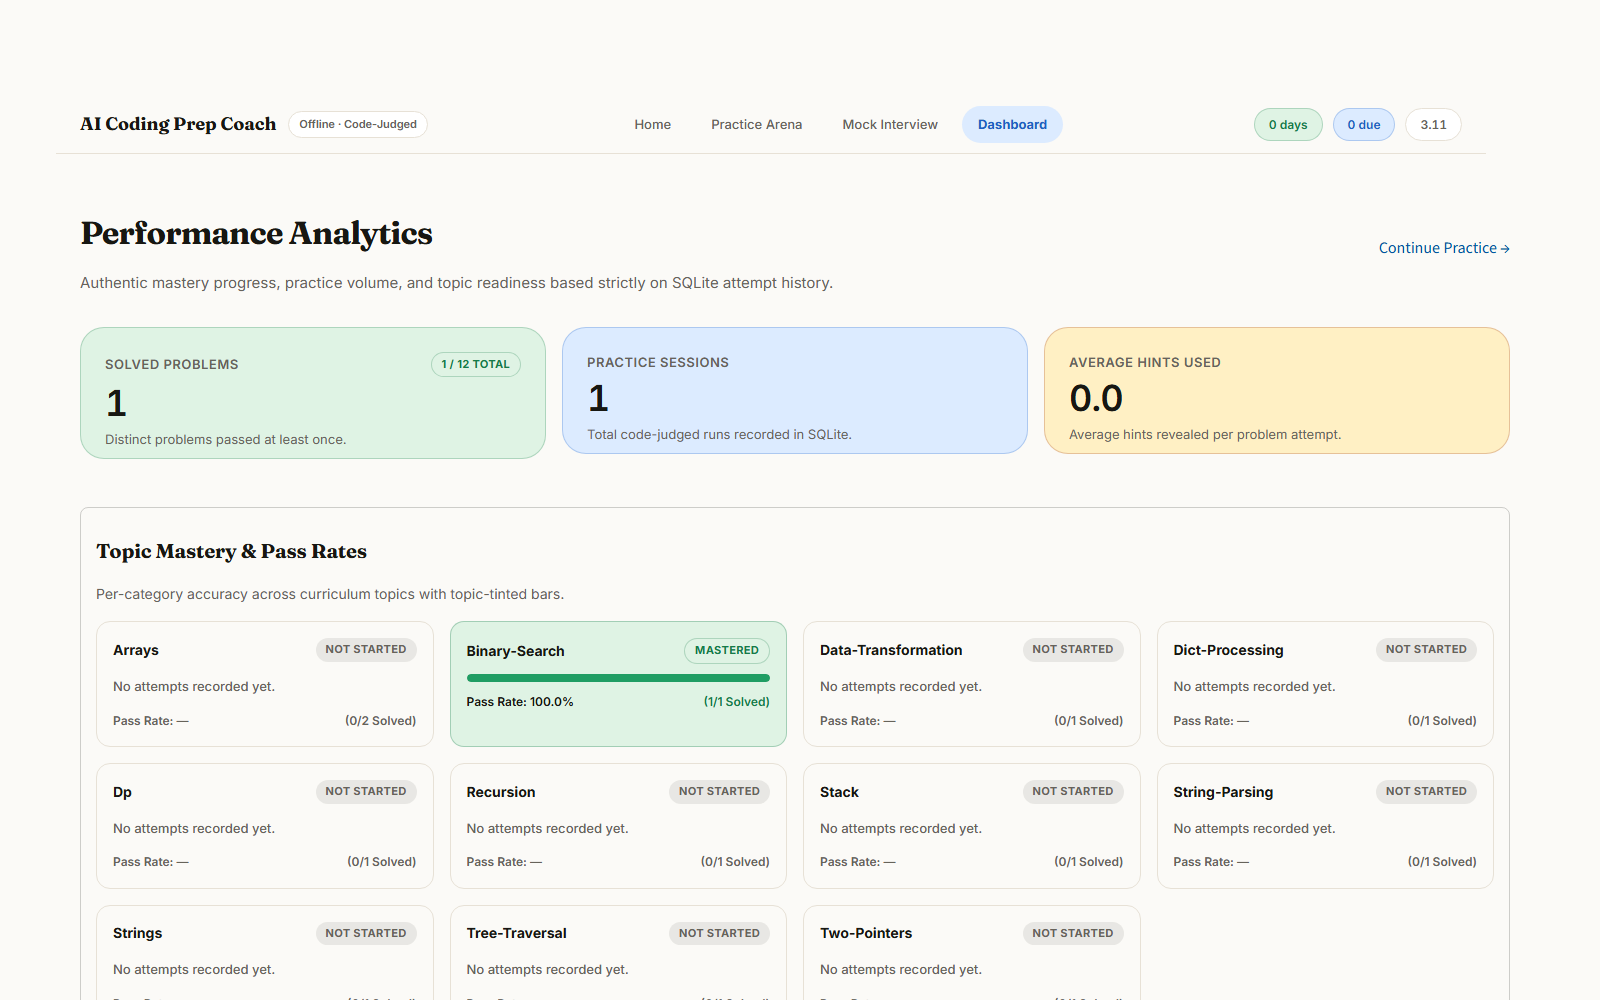 AI Coding Prep Coach
Offline · Code-Judged
Home
Practice Arena
Mock Interview
Dashboard
0 days
0 due
3.11
Performance Analytics
Continue Practice →
Authentic mastery progress, practice volume, and topic readiness based strictly on SQLite attempt history.
SOLVED PROBLEMS
1 / 12 TOTAL
1
Distinct problems passed at least once.
PRACTICE SESSIONS
1
Total code-judged runs recorded in SQLite.
AVERAGE HINTS USED
0.0
Average hints revealed per problem attempt.
Topic Mastery & Pass Rates
Per-category accuracy across curriculum topics with topic-tinted bars.
Arrays
NOT STARTED
No attempts recorded yet.
Pass Rate: —
(0/2 Solved)
Binary-Search
MASTERED
Pass Rate: 100.0%
(1/1 Solved)
Data-Transformation
NOT STARTED
No attempts recorded yet.
Pass Rate: —
(0/1 Solved)
Dict-Processing
NOT STARTED
No attempts recorded yet.
Pass Rate: —
(0/1 Solved)
Dp
NOT STARTED
No attempts recorded yet.
Pass Rate: —
(0/1 Solved)
Recursion
NOT STARTED
No attempts recorded yet.
Pass Rate: —
(0/1 Solved)
Stack
NOT STARTED
No attempts recorded yet.
Pass Rate: —
(0/1 Solved)
String-Parsing
NOT STARTED
No attempts recorded yet.
Pass Rate: —
(0/1 Solved)
Strings
NOT STARTED
No attempts recorded yet.
Tree-Traversal
NOT STARTED
No attempts recorded yet.
Two-Pointers
NOT STARTED
No attempts recorded yet.